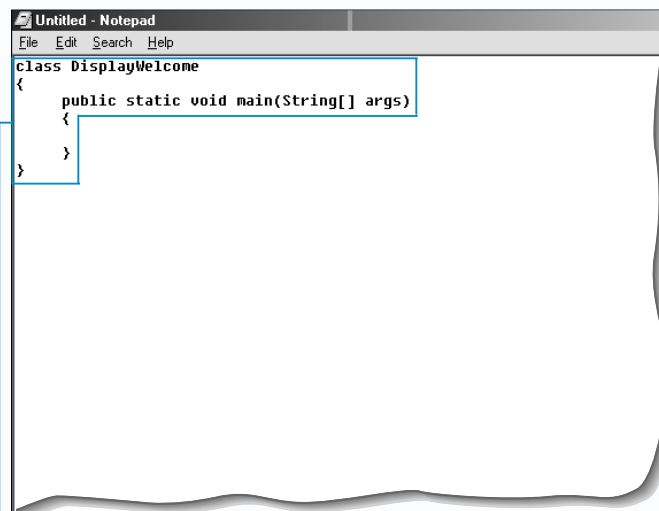 Untitled - Notepad
File Edit Search Help
class DisplayWelcome
{
public static void main(String[] args)
{
}
}